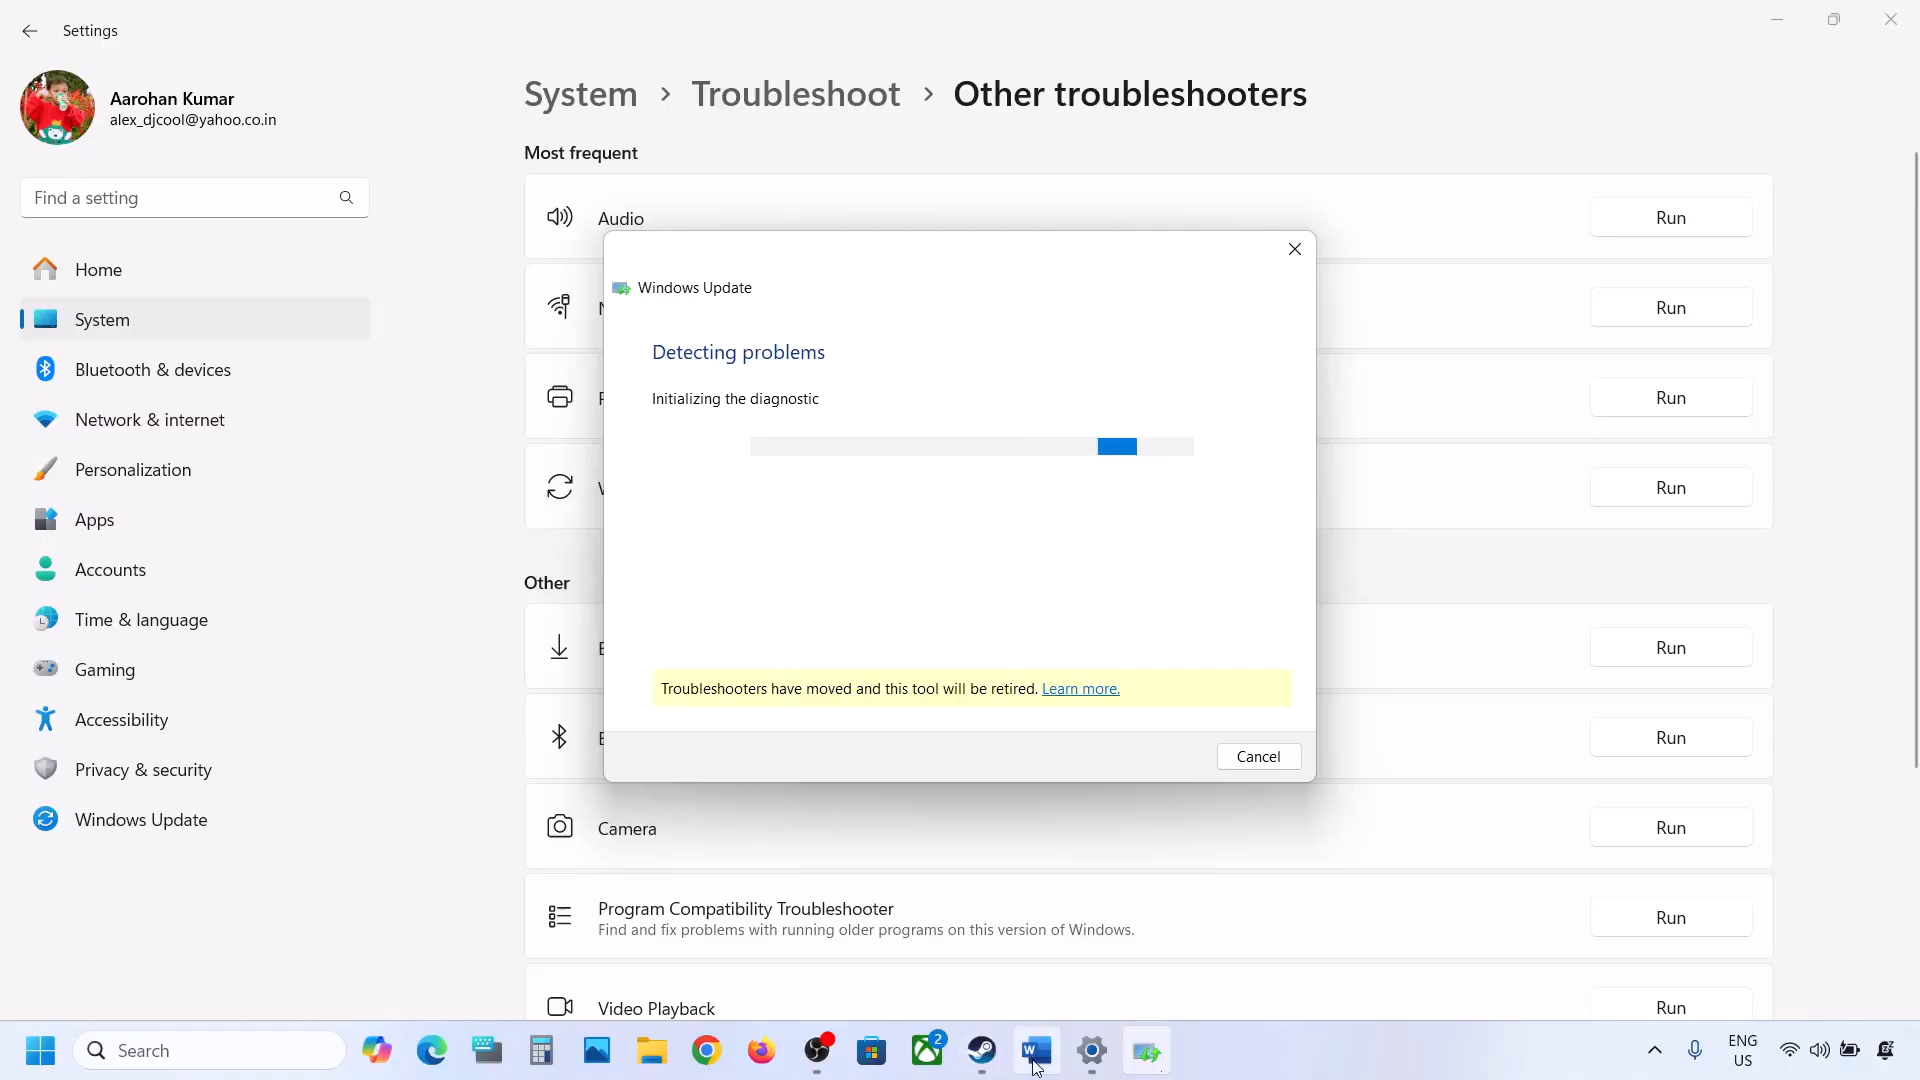 Settings
Aarohan Kumar
alex_djcool@yahoo.co.in
Find a setting
Home
System
Bluetooth & devices
Network & internet
Personalization
Apps
Accounts
Time & language
Gaming
Accessibility
Privacy & security
Windows Update
System > Troubleshoot > Other troubleshooters
Most frequent
Audio
Run
Run
Run
Run
Windows Update
Detecting problems
Initializing the diagnostic
Troubleshooters have moved and this tool will be retired. Learn more.
Cancel
Other
Run
Run
Camera
Run
Program Compatibility Troubleshooter
Find and fix problems with running older programs on this version of Windows.
Run
Video Playback
Run
Search
2
ENG
US